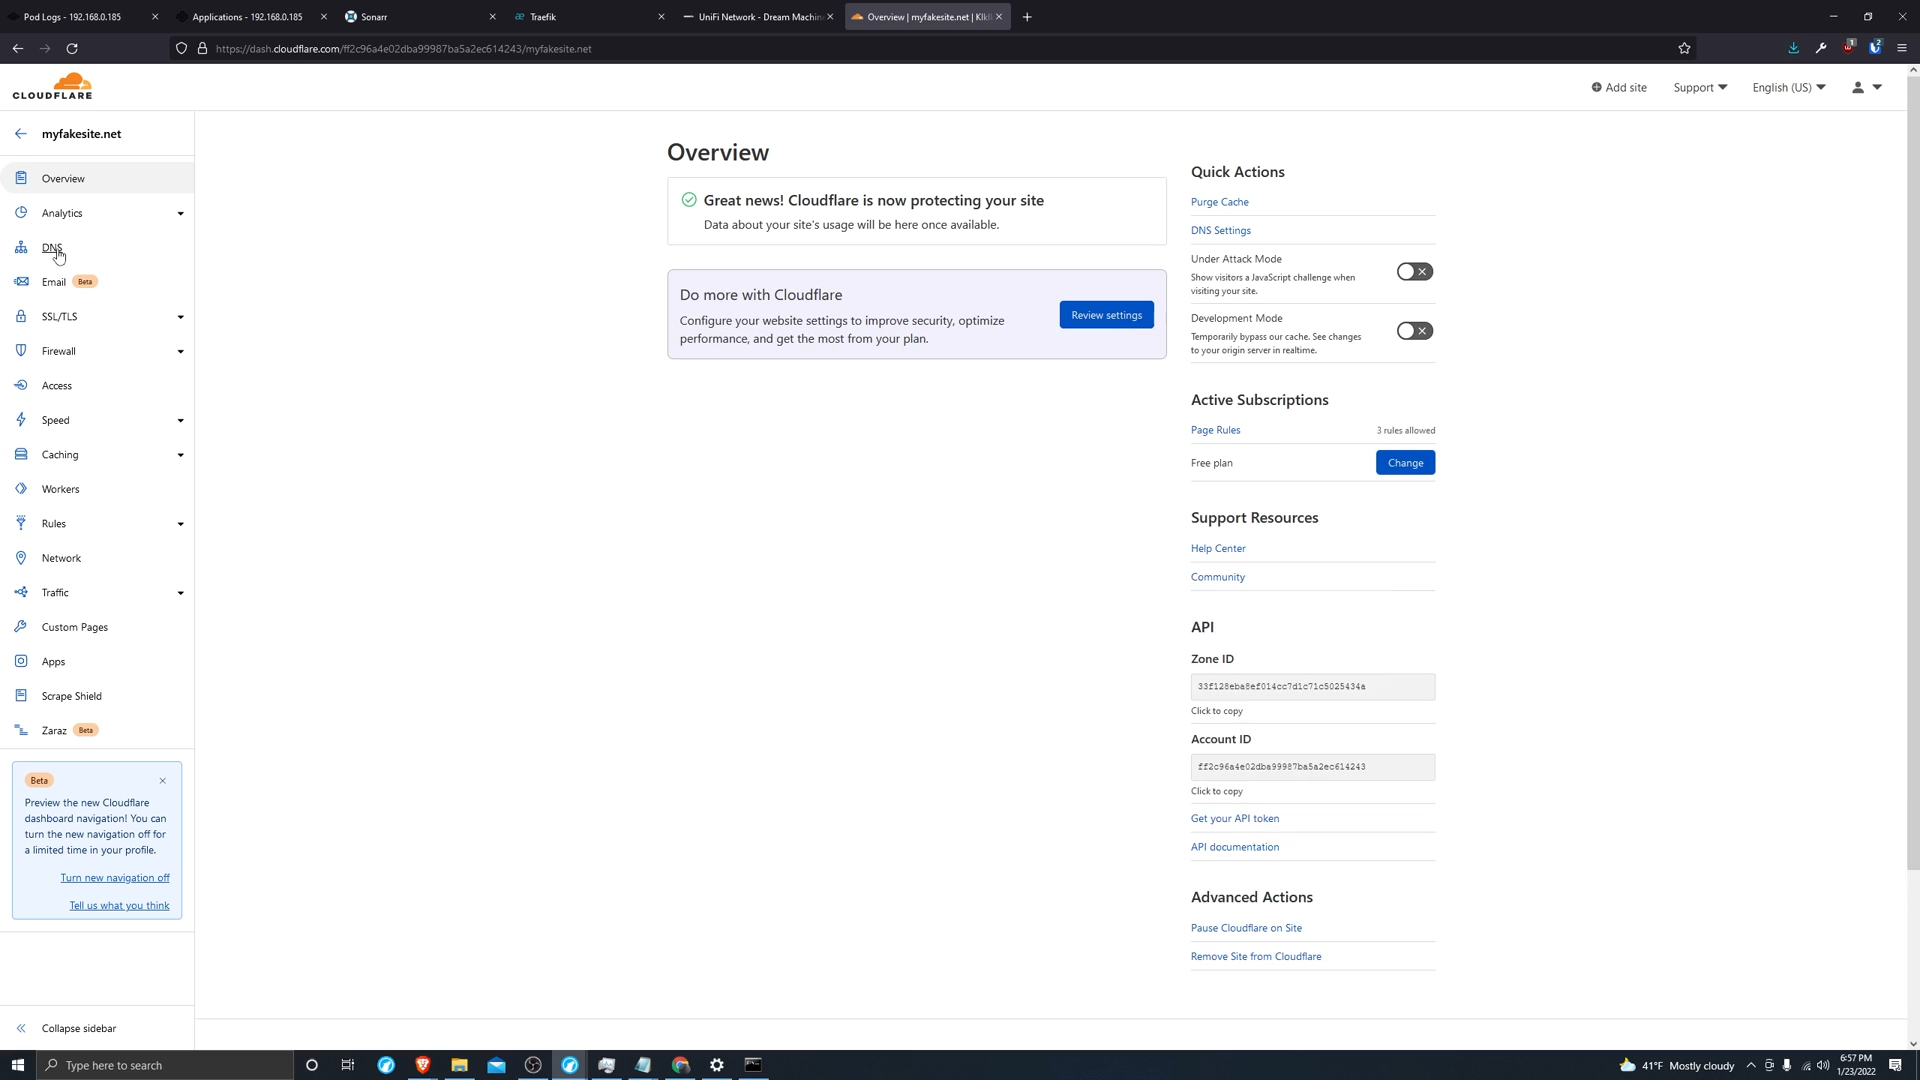 Pod Logs - 192.168.0.185
Applications - 192.168.0.185
Sonarr
Traefik
UniFi Network - Dream Machin
Overview | myfakesite.net | Klk
https://dash.cloudflare.com/ff2c96a4e02dba99987ba5a2ec614243/myfakesite.net
1
2
CLOUDFLARE
Add site
Support
English (US)
myfakesite.net
Overview
Analytics
DNS
Email Beta
SSL/TLS
Firewall
Access
Speed
Caching
Workers
Rules
Network
Traffic
Custom Pages
Apps
Scrape Shield
Zaraz Beta
Beta
Preview the new Cloudflare
dashboard navigation! You can
turn the new navigation off for
a limited time in your profile.
Turn new navigation off
Tell us what you think
Collapse sidebar
Overview
Great news! Cloudflare is now protecting your site
Data about your site's usage will be here once available.
Do more with Cloudflare
Configure your website settings to improve security, optimize
performance, and get the most from your plan.
Review settings
Quick Actions
Purge Cache
DNS Settings
Under Attack Mode
Show visitors a JavaScript challenge when
visiting your site.
Development Mode
Temporarily bypass our cache. See changes
to your origin server in realtime.
Active Subscriptions
Page Rules
3 rules allowed
Free plan
Change
Support Resources
Help Center
Community
API
Zone ID
33f128eba8ef014cc7d1c71c5025434a
Click to copy
Account ID
ff2c96a4e02dba99987ba5a2ec614243
Click to copy
Get your API token
API documentation
Advanced Actions
Pause Cloudflare on Site
Remove Site from Cloudflare
Type here to search
41°F Mostly cloudy
6:57 PM
1/23/2022